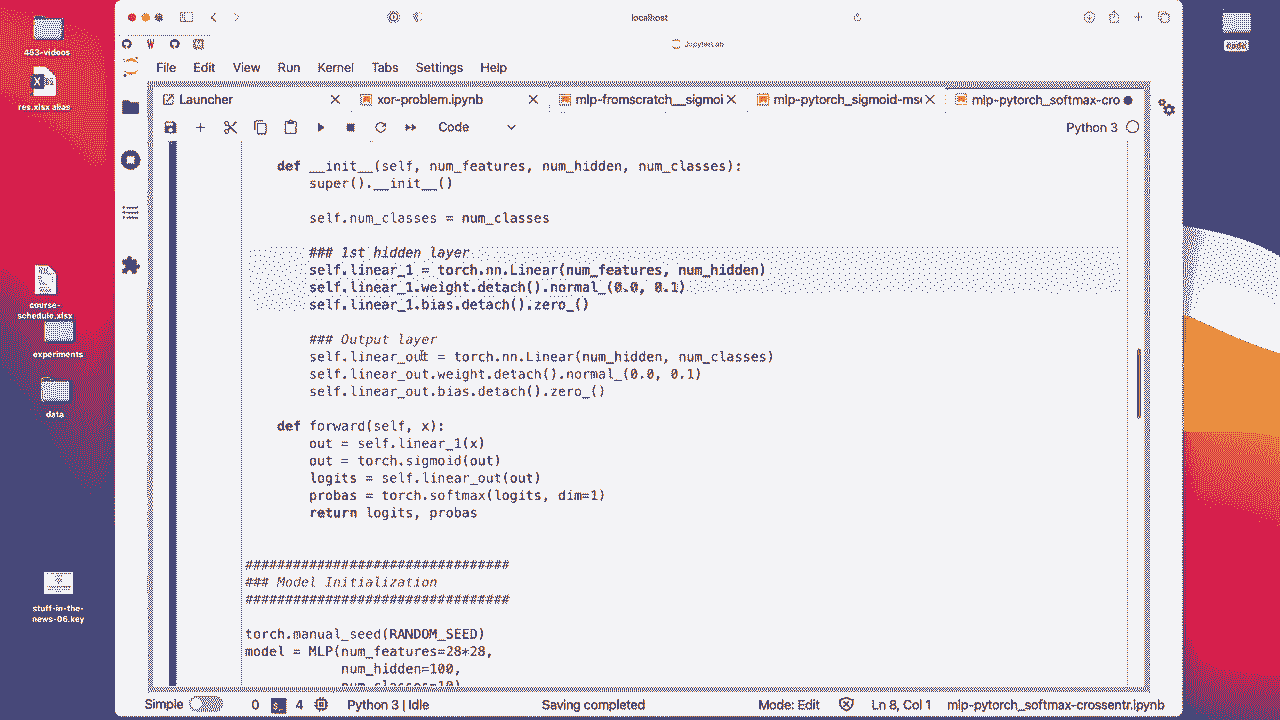 localhost
JupyterLab
File Edit View Run Kernel Tabs Settings Help
Launcher xor-problem.ipynb mlp-fromscratch__sigmoi mlp-pytorch_sigmoid-ms mlp-pytorch_softmax-cro
Code Python 3
def __init__(self, num_features, num_hidden, num_classes):
super().__init__()
self.num_classes = num_classes
### 1st hidden layer
self.linear_1 = torch.nn.Linear(num_features, num_hidden)
self.linear_1.weight.detach().normal_(0.0, 0.1)
self.linear_1.bias.detach().zero_()
### Output layer
self.linear_out = torch.nn.Linear(num_hidden, num_classes)
self.linear_out.weight.detach().normal_(0.0, 0.1)
self.linear_out.bias.detach().zero_()
def forward(self, x):
out = self.linear_1(x)
out = torch.sigmoid(out)
logits = self.linear_out(out)
probas = torch.softmax(logits, dim=1)
return logits, probas
################################
### Model Initialization
################################
torch.manual_seed(RANDOM_SEED)
model = MLP(num_features=28*28,
num_hidden=100,
num_classes=10)
Simple 0 4 Python 3 | Idle Saving completed Mode: Edit Ln 8, Col 1 mlp-pytorch_softmax-crossentr.ipynb
453-videos
res.xlsx alias
course-
schedule.xlsx
experiments
data
stuff-in-the-
news-06.key